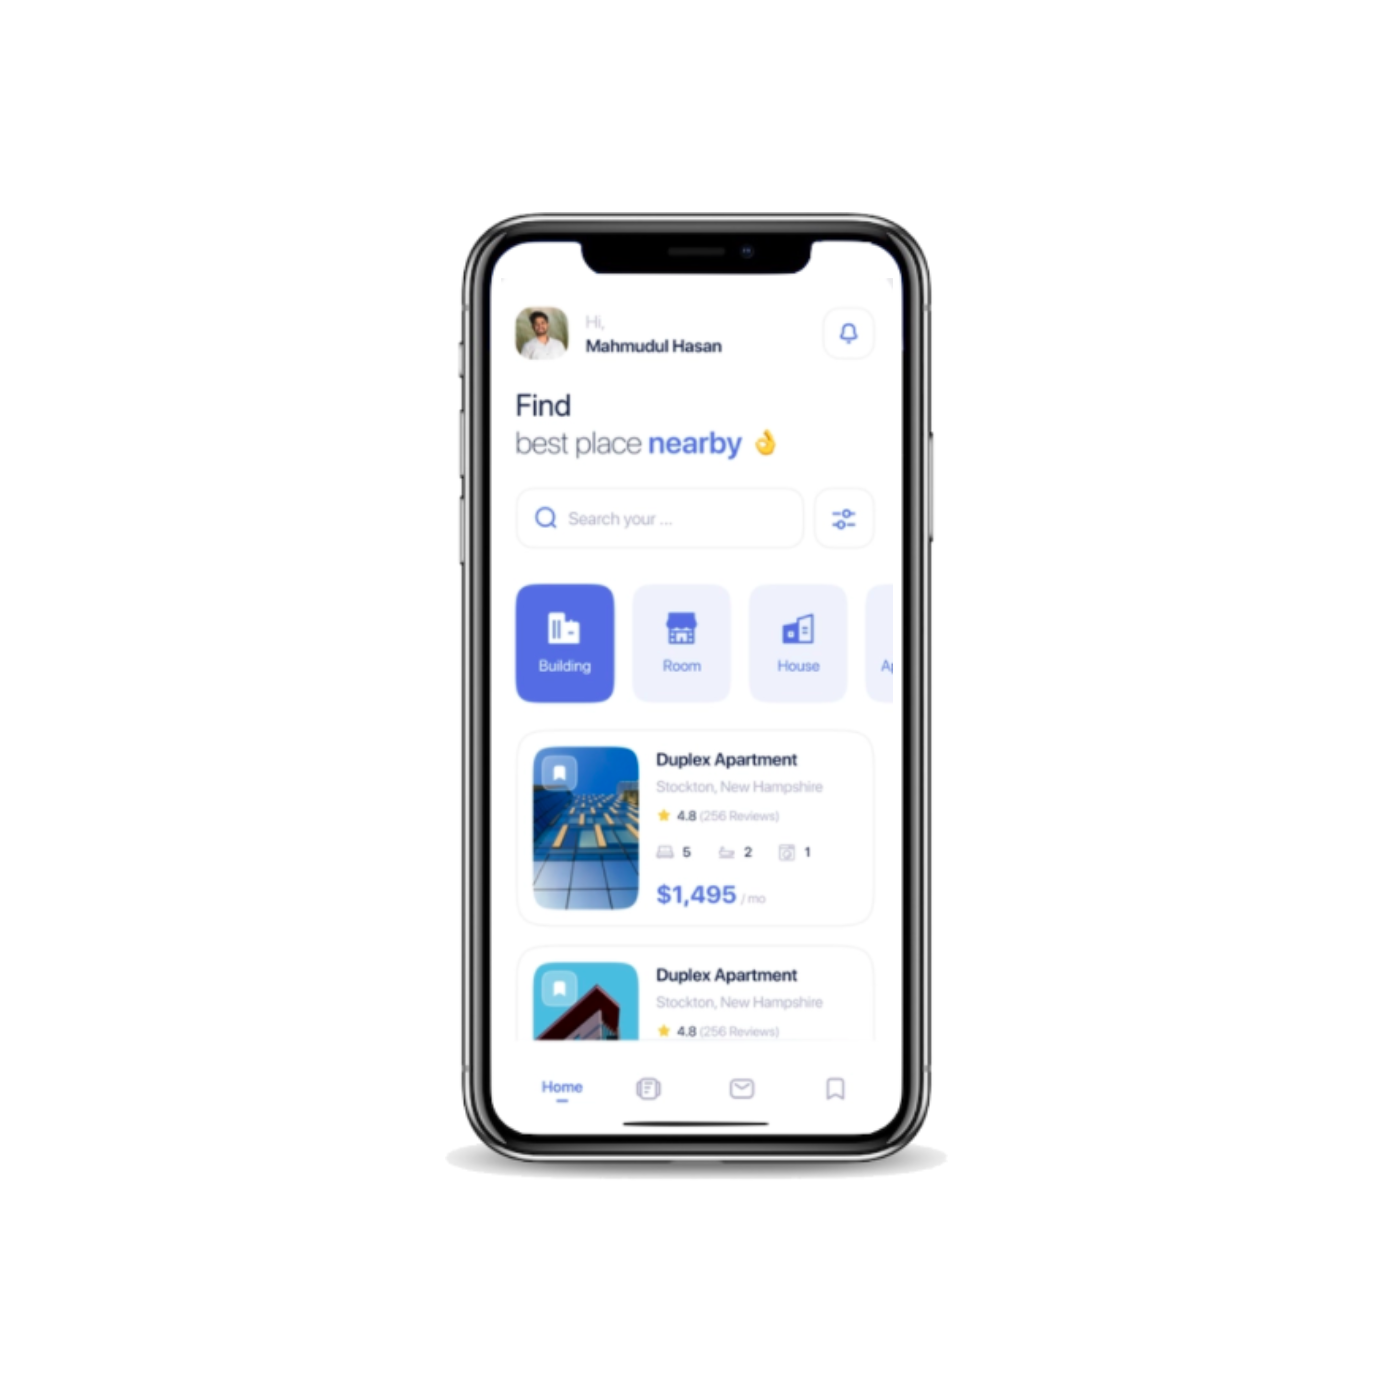 Hi,
Mahmudul Hasan
Find
best place nearby 👌
Search your ...
Building
Room
House
Duplex Apartment
Stockton, New Hampshire
4.8 (256 Reviews)
5 2 1
$1,495 / mo
Duplex Apartment
Stockton, New Hampshire
4.8 (256 Reviews)
Home